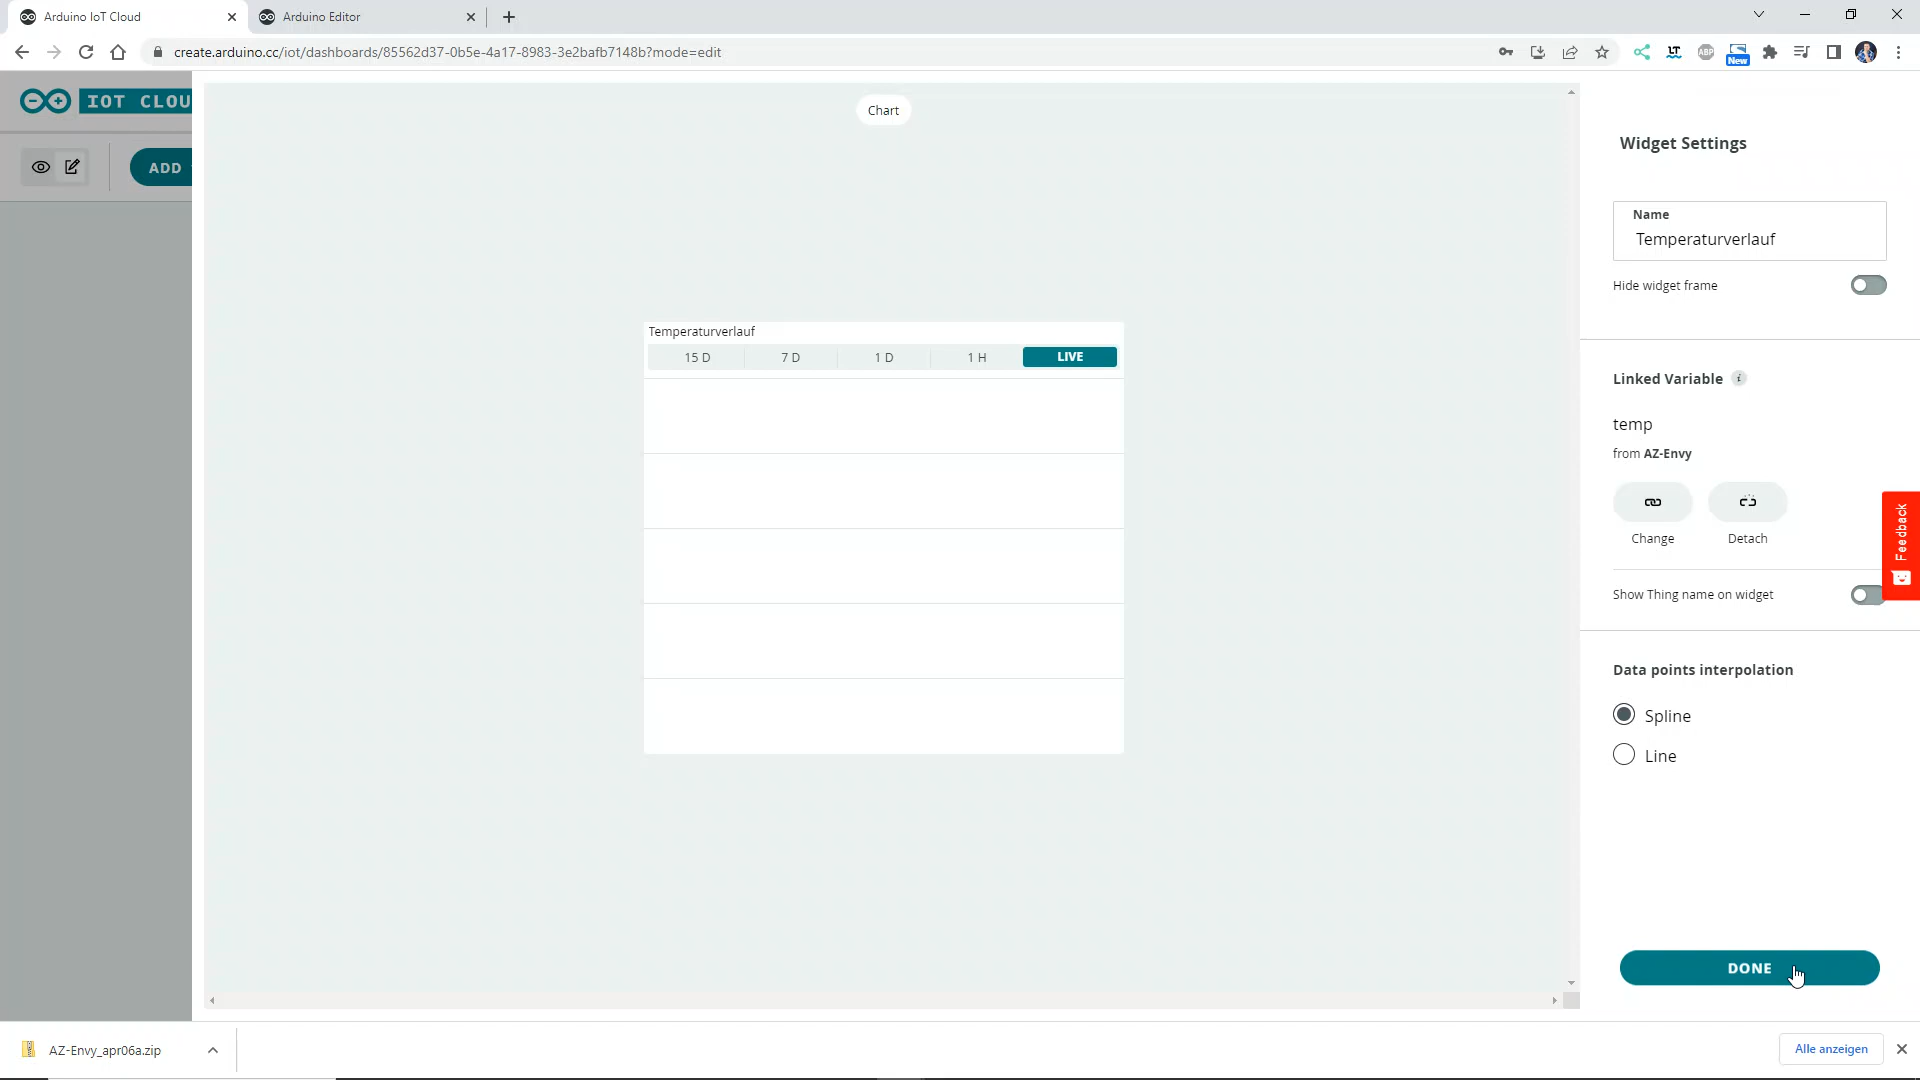 Arduino IoT Cloud
Arduino Editor
create.arduino.cc/iot/dashboards/85562d37-0b5e-4a17-8983-3e2bafb7148b?mode=edit
LT
ABP
New
IOT CLOU
ADD
Chart
Temperaturverlauf
15 D
7 D
1 D
1 H
LIVE
Widget Settings
Name
Temperaturverlauf
Hide widget frame
Linked Variable i
temp
from AZ-Envy
Change
Detach
Show Thing name on widget
Feedback
Data points interpolation
Spline
Line
DONE
AZ-Envy_apr06a.zip
Alle anzeigen